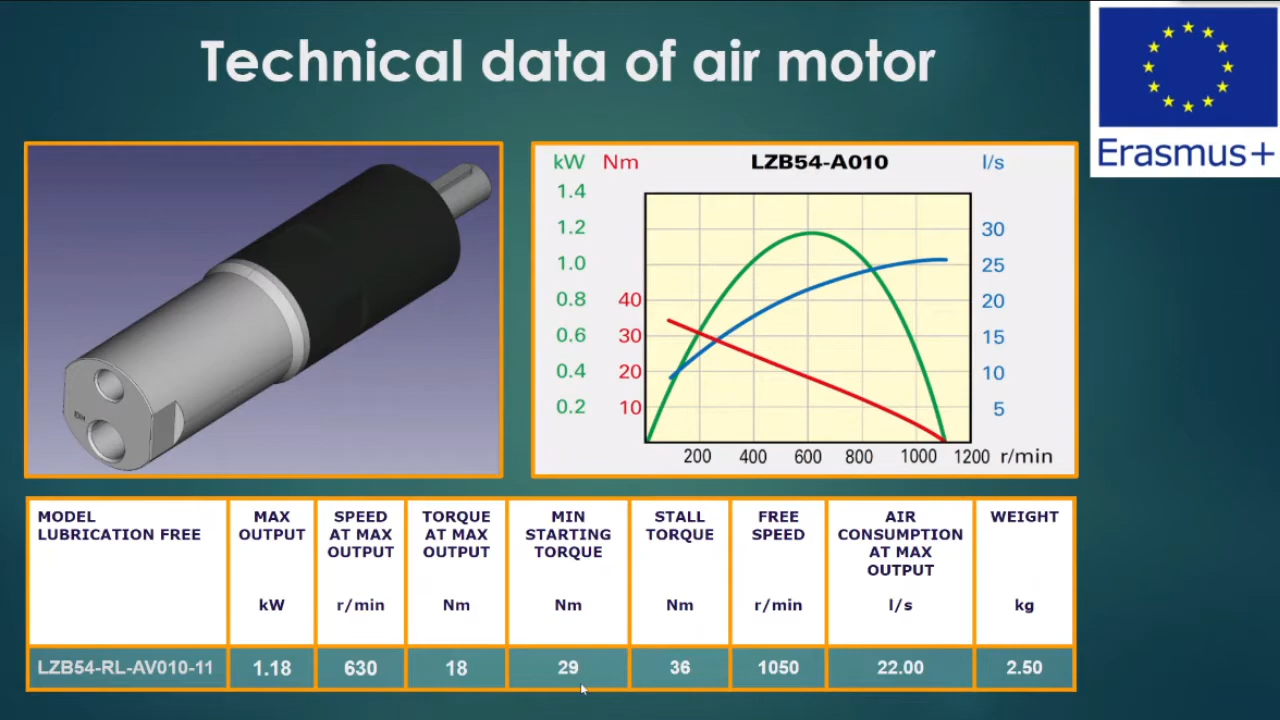 Technical data of air motor
Erasmus+
kW Nm LZB54-A010 l/s
1.4
1.2 30
1.0 25
0.8 40 20
0.6 30 15
0.4 20 10
0.2 10 5
200 400 600 800 1000 1200 r/min
MODEL LUBRICATION FREE
MAX OUTPUT kW
SPEED AT MAX OUTPUT r/min
TORQUE AT MAX OUTPUT Nm
MIN STARTING TORQUE Nm
STALL TORQUE Nm
FREE SPEED r/min
AIR CONSUMPTION AT MAX OUTPUT l/s
WEIGHT kg
LZB54-RL-AV010-11 1.18 630 18 29 36 1050 22.00 2.50